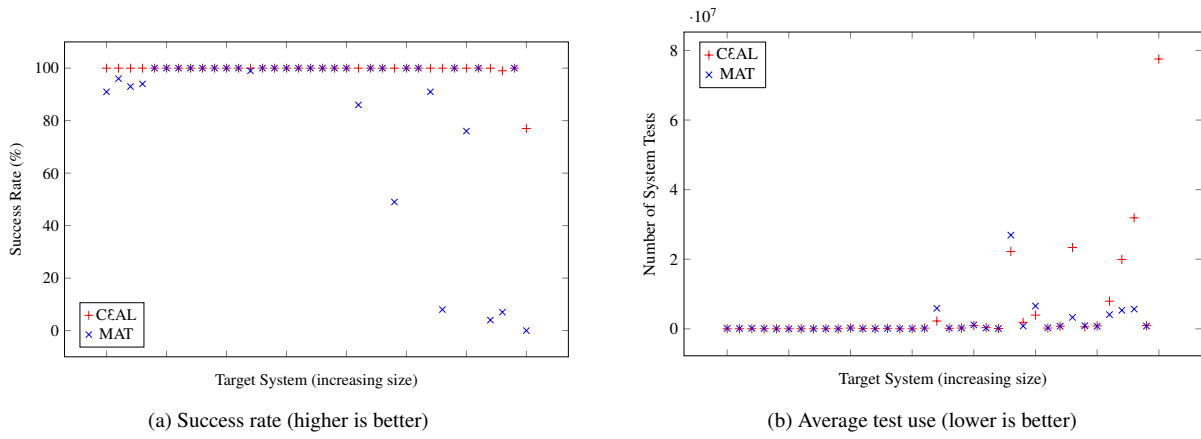 100
80
60
40
20
0
Success Rate (%)
CƐAL
MAT
Target System (increasing size)
(a) Success rate (higher is better)
·10⁷
8
6
4
2
0
Number of System Tests
CƐAL
MAT
Target System (increasing size)
(b) Average test use (lower is better)